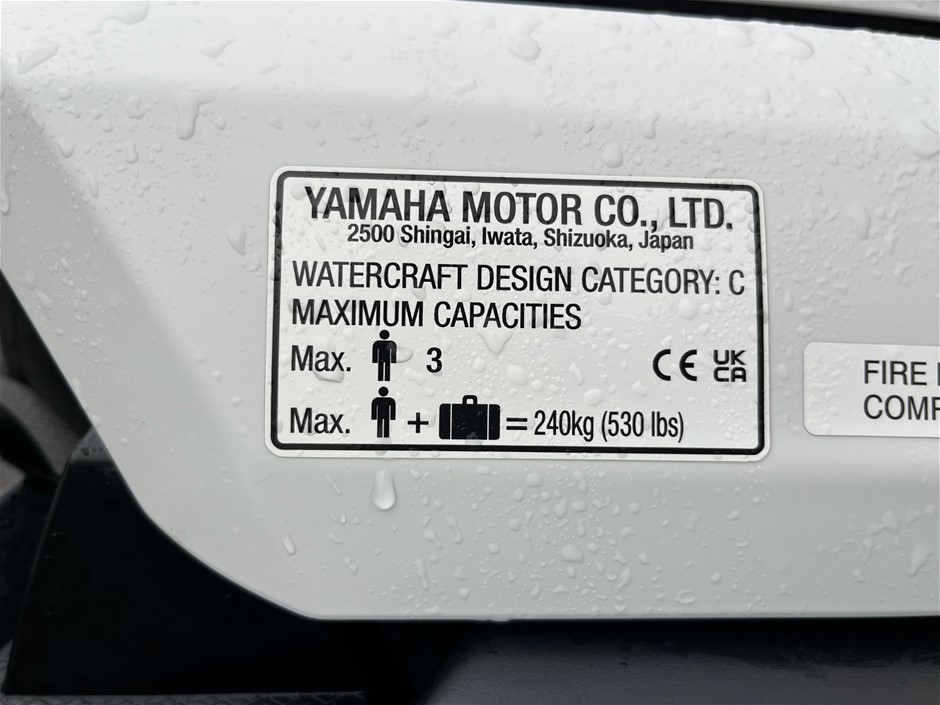 YAMAHA MOTOR CO., LTD.
2500 Shingai, Iwata, Shizuoka, Japan
WATERCRAFT DESIGN CATEGORY: C
MAXIMUM CAPACITIES
Max. 3
CE UK CA
Max. + = 240kg (530 lbs)
FIRE